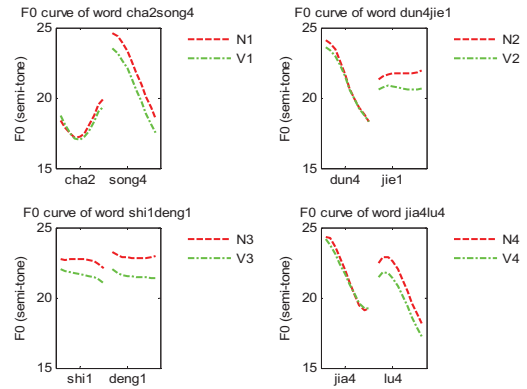 F0 curve of word cha2song4
25
20
15
F0 (semi-tone)
cha2 song4
N1
V1
F0 curve of word dun4jie1
25
20
15
F0 (semi-tone)
dun4 jie1
N2
V2
F0 curve of word shi1deng1
25
20
15
F0 (semi-tone)
shi1 deng1
N3
V3
F0 curve of word jia4lu4
25
20
15
F0 (semi-tone)
jia4 lu4
N4
V4